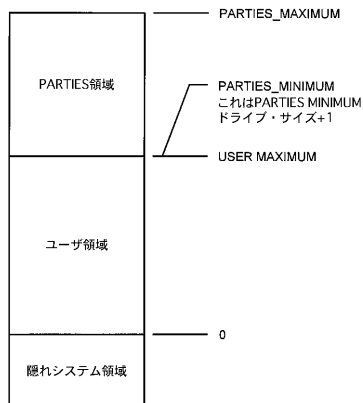 PARTIES_MAXIMUM
PARTIES領域
PARTIES_MINIMUM
これはPARTIES MINIMUM
ドライブ・サイズ+1
USER MAXIMUM
ユーザ領域
0
隠れシステム領域